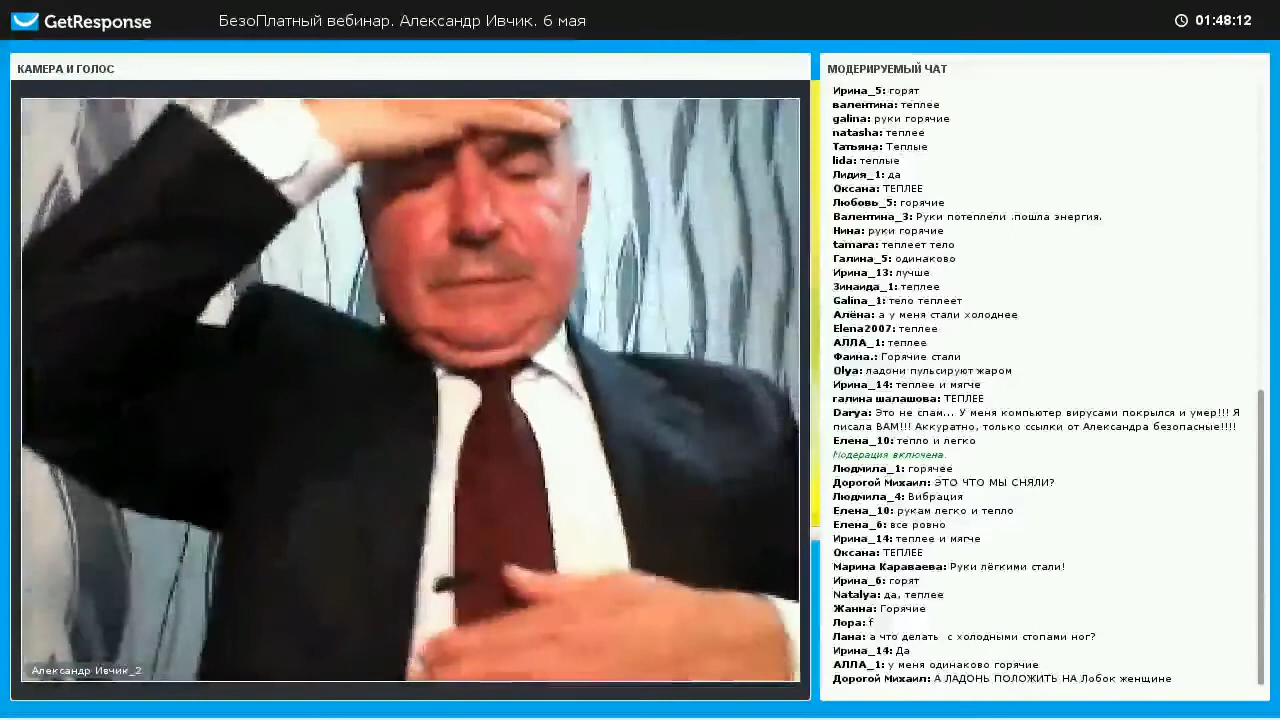 GetResponse
БезоПлатный вебинар. Александр Ивчик. 6 мая
01:48:12
КАМЕРА И ГОЛОС
Александр Ивчик_2
МОДЕРИРУЕМЫЙ ЧАТ
Ирина_5: горят
валентина: теплее
galina: руки горячие
natasha: теплее
Татьяна: Теплые
lida: теплые
Лидия_1: да
Оксана: ТЕПЛЕЕ
Любовь_5: горячие
Валентина_3: Руки потеплели .пошла энергия.
Нина: руки горячие
tamara: теплеет тело
Галина_5: одинаково
Ирина_13: лучше
Зинаида_1: теплее
Galina_1: тело теплеет
Алёна: а у меня стали холоднее
Elena2007: теплее
АЛЛА_1: теплее
Фаина.: Горячие стали
Olya: ладони пульсируют жаром
Ирина_14: теплее и мягче
галина шалашова: ТЕПЛЕЕ
Darya: Это не спам... У меня компьютер вирусами покрылся и умер!!! Я
писала ВАМ!!! Аккуратно, только ссылки от Александра безопасные!!!!
Елена_10: тепло и легко
Модерация включена.
Людмила_1: горячее
Дорогой Михаил: ЭТО ЧТО МЫ СНЯЛИ?
Людмила_4: Вибрация
Елена_10: рукам легко и тепло
Елена_6: все ровно
Ирина_14: теплее и мягче
Оксана: ТЕПЛЕЕ
Марина Караваева: Руки лёгкими стали!
Ирина_6: горят
Natalya: да, теплее
Жанна: Горячие
Лора: f
Лана: а что делать с холодными стопами ног?
Ирина_14: Да
АЛЛА_1: у меня одинаково горячие
Дорогой Михаил: А ЛАДОНЬ ПОЛОЖИТЬ НА Лобок женщине